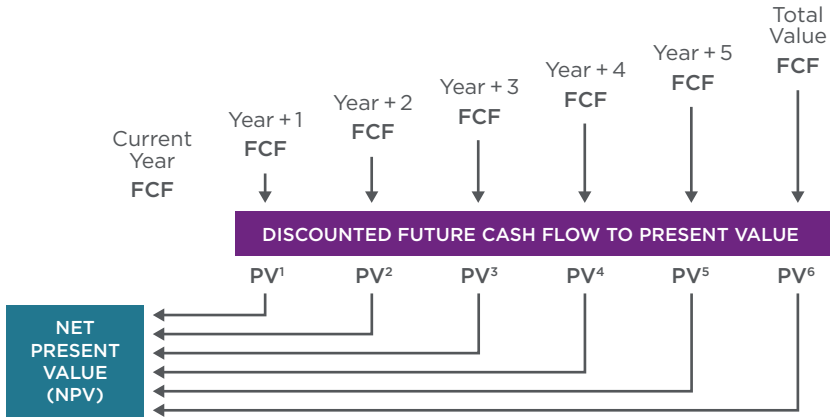 Current
Year
FCF
Year + 1
FCF
Year + 2
FCF
Year + 3
FCF
Year + 4
FCF
Year + 5
FCF
Total
Value
FCF
DISCOUNTED FUTURE CASH FLOW TO PRESENT VALUE
PV¹ PV² PV³ PV⁴ PV⁵ PV⁶
NET
PRESENT
VALUE
(NPV)